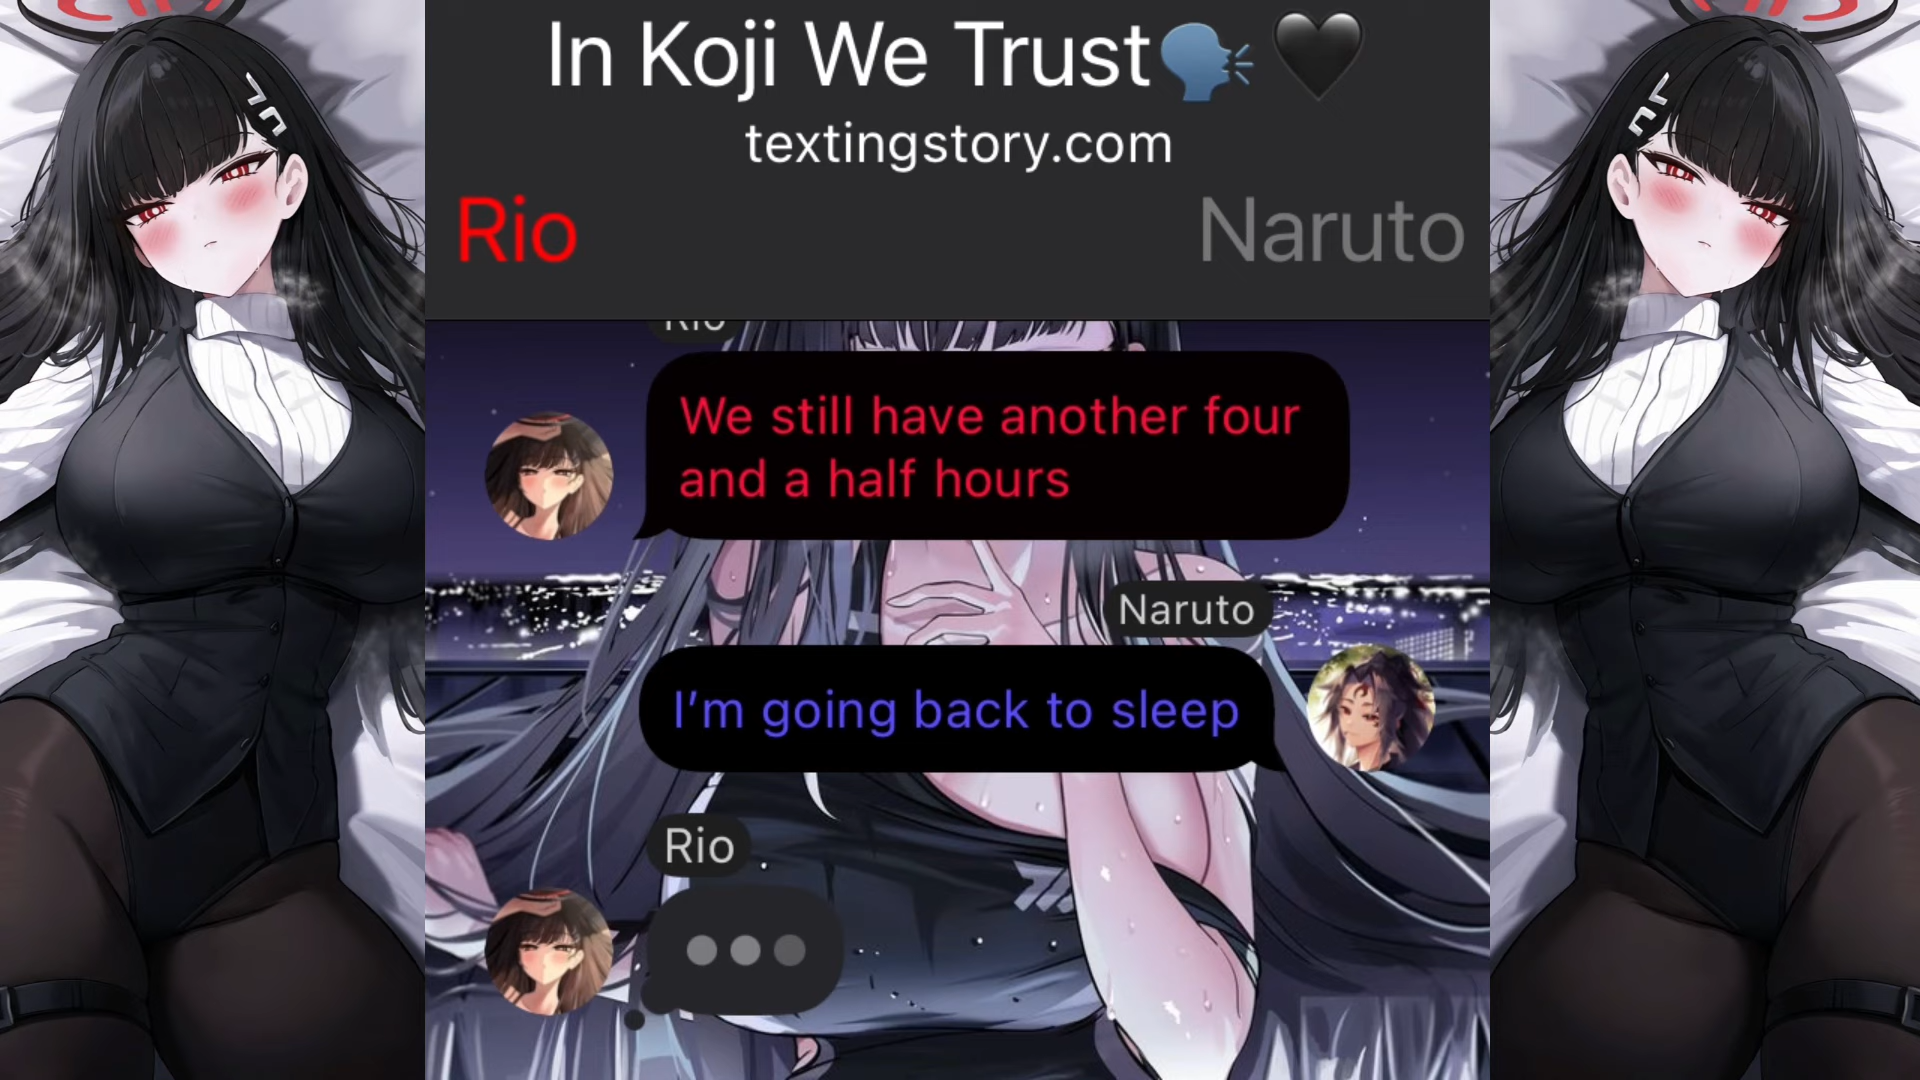 In Koji We Trust🗣️🖤
textingstory.com
Rio
Naruto
Rio
We still have another four
and a half hours
Naruto
I’m going back to sleep
Rio